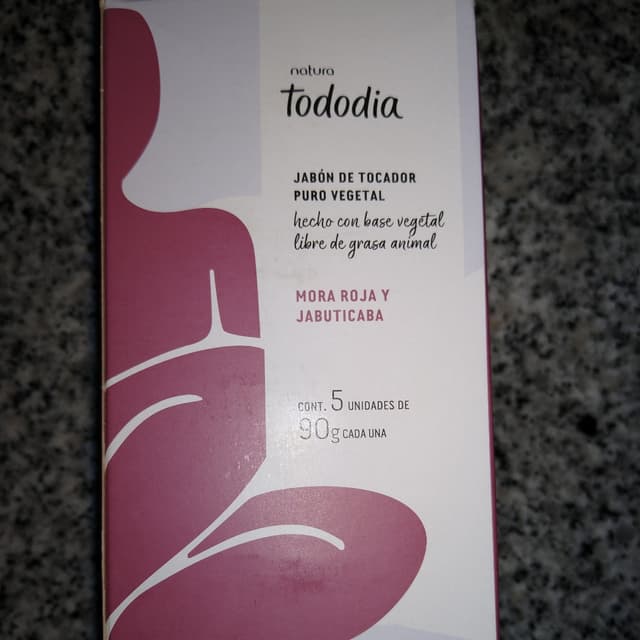 natura
Tododia
JABÓN DE TOCADOR
PURO VEGETAL
hecho con base vegetal
libre de grasa animal
MORA ROJA Y
JABUTICABA
CONT. 5 UNIDADES DE
90g CADA UNA